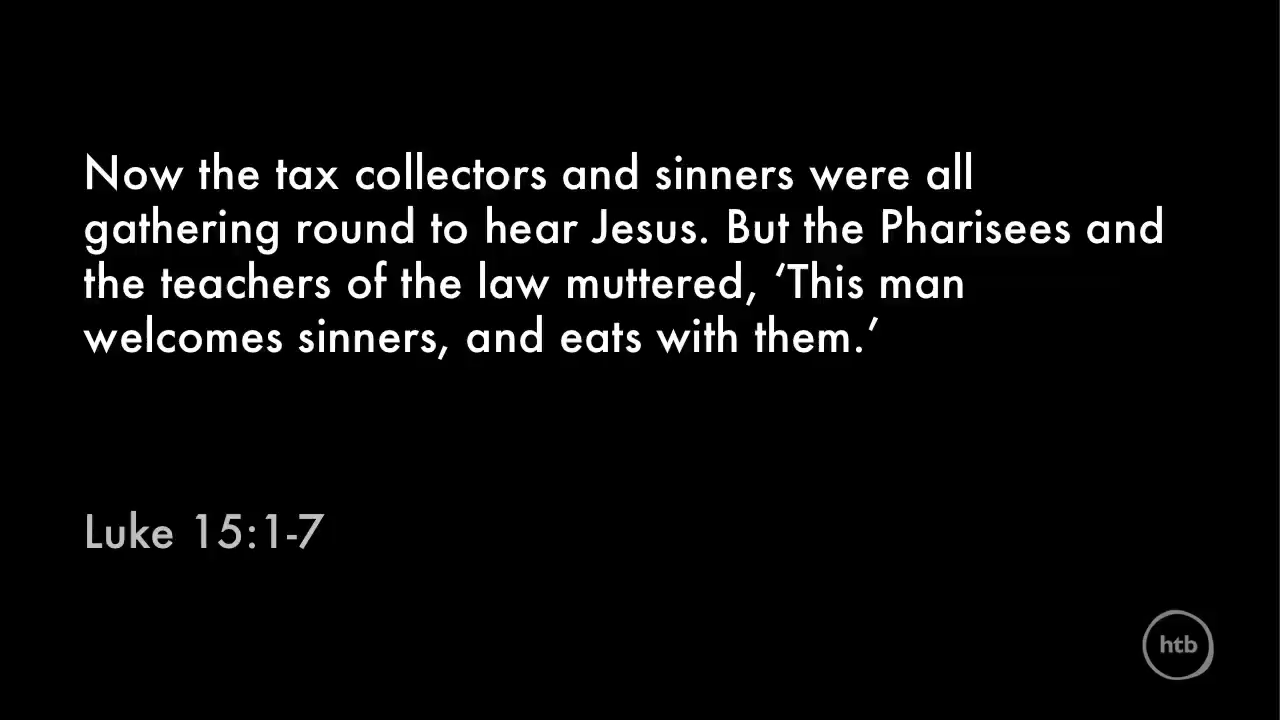 Now the tax collectors and sinners were all
gathering round to hear Jesus. But the Pharisees and
the teachers of the law muttered, ‘This man
welcomes sinners, and eats with them.’
Luke 15:1-7
htb